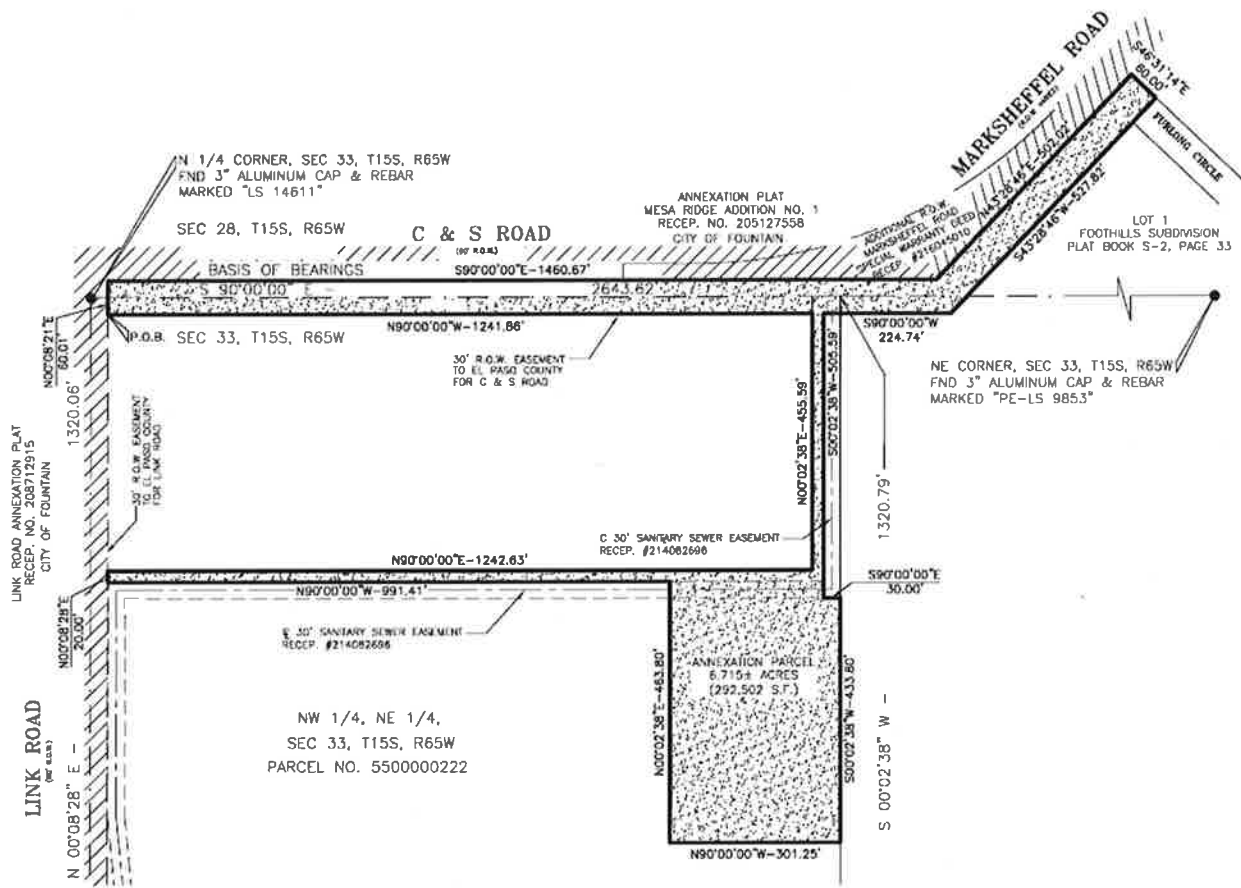 MARKSHEFFEL ROAD
(R.O.W. VARIES)
S46°31'14"E
60.00'
FURLONG CIRCLE
N43°28'46"E-502.02'
S43°28'46"W-527.82'
LOT 1
FOOTHILLS SUBDIVISION
PLAT BOOK S-2, PAGE 33
N 1/4 CORNER, SEC 33, T15S, R65W
FND 3" ALUMINUM CAP & REBAR
MARKED "LS 14611"
SEC 28, T15S, R65W
C & S ROAD
(60' R.O.W.)
ANNEXATION PLAT
MESA RIDGE ADDITION NO. 1
RECEP. NO. 205127558
CITY OF FOUNTAIN
ADDITIONAL R.O.W.
MARKSHEFFEL ROAD
SPECIAL WARRANTY DEED
RECEP. #216045010
BASIS OF BEARINGS
S90°00'00"E-1460.67'
S 90°00'00" E -
2643.62'
N00°08'21"E
60.01'
P.O.B.
SEC 33, T15S, R65W
N90°00'00"W-1241.86'
S90°00'00"W
224.74'
30' R.O.W. EASEMENT
TO EL PASO COUNTY
FOR C & S ROAD
NE CORNER, SEC 33, T15S, R65W
FND 3" ALUMINUM CAP & REBAR
MARKED "PE-LS 9853"
LINK ROAD ANNEXATION PLAT
RECEP. NO. 208712915
CITY OF FOUNTAIN
1320.06'
30' R.O.W. EASEMENT
TO EL PASO COUNTY
FOR LINK ROAD
N00°02'38"E-455.59'
S00°02'38"W-505.59'
1320.79'
C 30' SANITARY SEWER EASEMENT
RECEP. #214082696
N90°00'00"E-1242.63'
S90°00'00"E
30.00'
N00°08'28"E
20.00'
N90°00'00"W-991.41'
℄ 30' SANITARY SEWER EASEMENT
RECEP. #214082696
ANNEXATION PARCEL
6.715± ACRES
(292,502 S.F.)
N00°02'38"E-463.80'
S00°02'38"W-433.80'
S 00°02'38" W -
NW 1/4, NE 1/4,
SEC 33, T15S, R65W
PARCEL NO. 5500000222
LINK ROAD
(60' R.O.W.)
N 00°08'28" E -
N90°00'00"W-301.25'